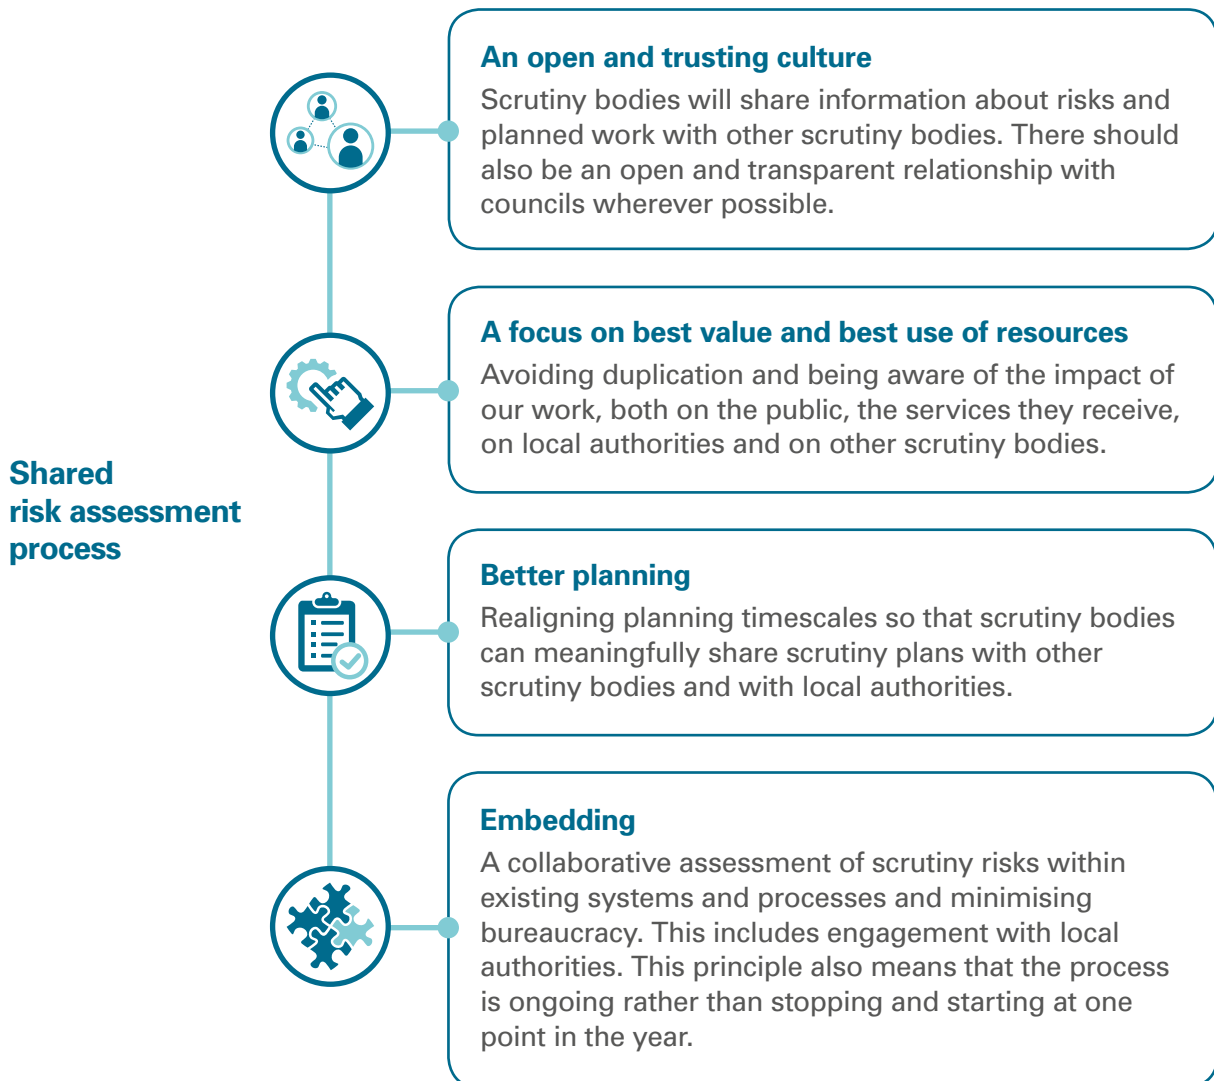 An open and trusting culture
Scrutiny bodies will share information about risks and
planned work with other scrutiny bodies. There should
also be an open and transparent relationship with
councils wherever possible.
A focus on best value and best use of resources
Avoiding duplication and being aware of the impact of
our work, both on the public, the services they receive,
on local authorities and on other scrutiny bodies.
Shared
risk assessment
process
Better planning
Realigning planning timescales so that scrutiny bodies
can meaningfully share scrutiny plans with other
scrutiny bodies and with local authorities.
Embedding
A collaborative assessment of scrutiny risks within
existing systems and processes and minimising
bureaucracy. This includes engagement with local
authorities. This principle also means that the process
is ongoing rather than stopping and starting at one
point in the year.